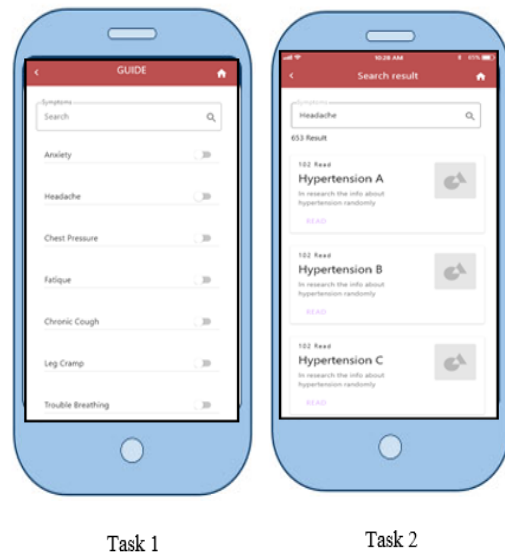 GUIDE
Symptoms
Search
Anxiety
Headache
Chest Pressure
Fatique
Chronic Cough
Leg Cramp
Trouble Breathing
Task 1
10:28 AM
65%
Search result
Symptoms
Headache
653 Result
102 Read
Hypertension A
In research the info about
hypertension randomly
READ
102 Read
Hypertension B
In research the info about
hypertension randomly
READ
102 Read
Hypertension C
In research the info about
hypertension randomly
READ
Task 2